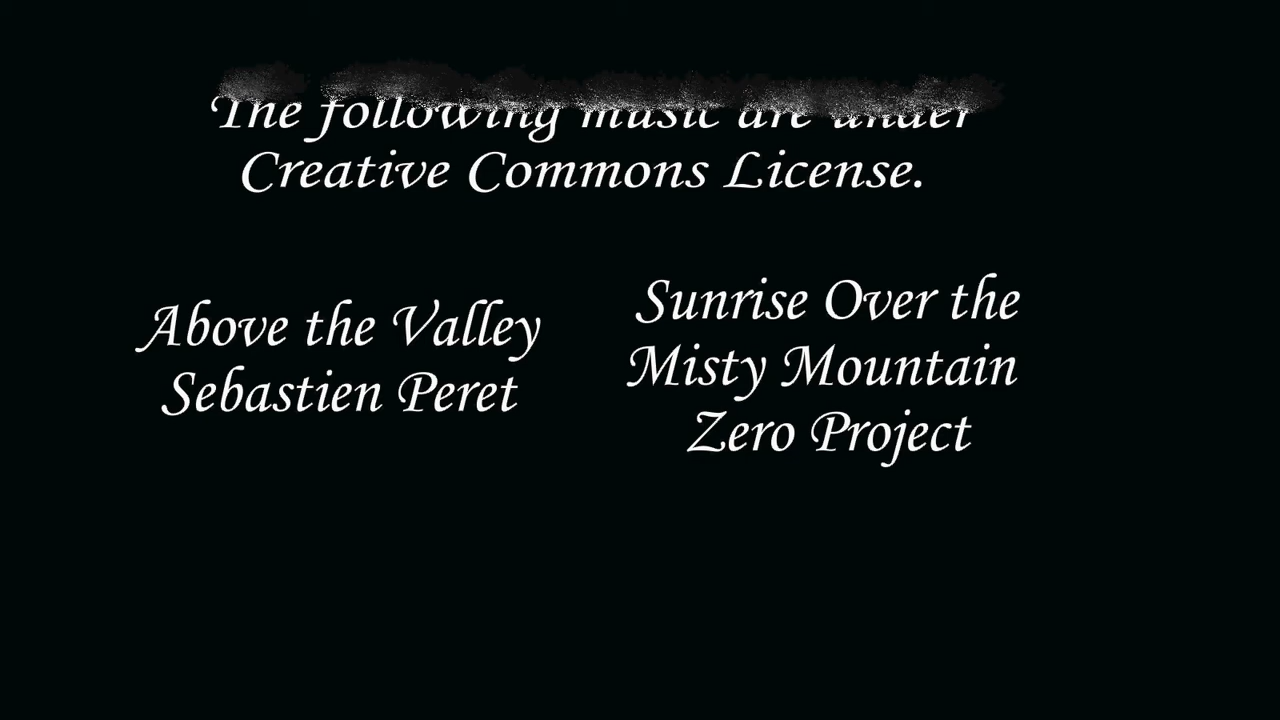 The following music are under
Creative Commons License.
Above the Valley
Sebastien Peret
Sunrise Over the
Misty Mountain
Zero Project